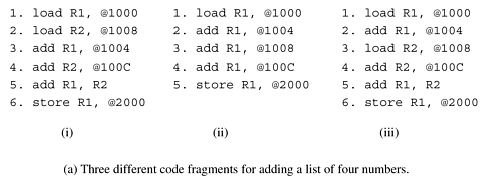 1. load R1, @1000
2. load R2, @1008
3. add R1, @1004
4. add R2, @100C
5. add R1, R2
6. store R1, @2000
(i)
1. load R1, @1000
2. add R1, @1004
3. add R1, @1008
4. add R1, @100C
5. store R1, @2000
(ii)
1. load R1, @1000
2. add R1, @1004
3. load R2, @1008
4. add R2, @100C
5. add R1, R2
6. store R1, @2000
(iii)
(a) Three different code fragments for adding a list of four numbers.